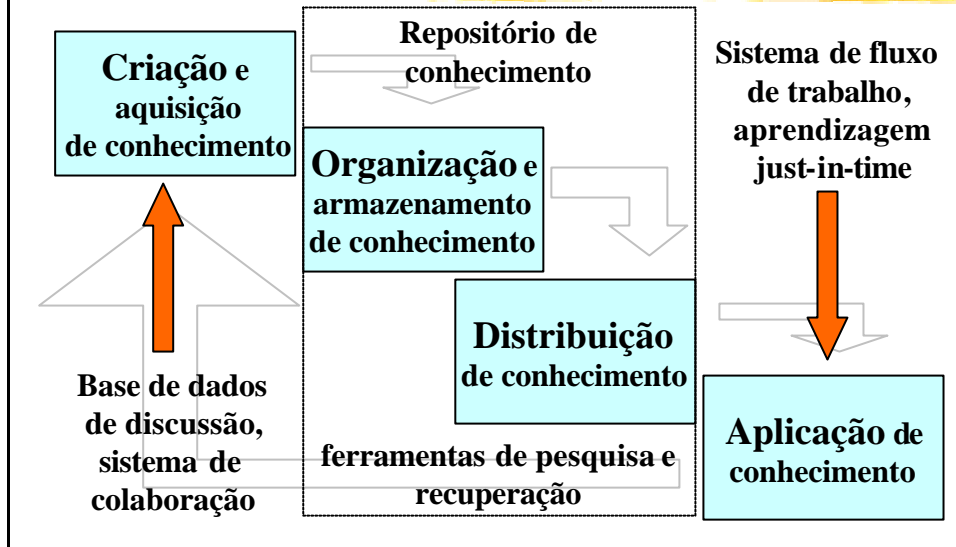 Criação e
aquisição
de conhecimento
Repositório de
conhecimento
Sistema de fluxo
de trabalho,
aprendizagem
just-in-time
Organização e
armazenamento
de conhecimento
Distribuição
de conhecimento
Base de dados
de discussão,
sistema de
colaboração
ferramentas de pesquisa e
recuperação
Aplicação de
conhecimento